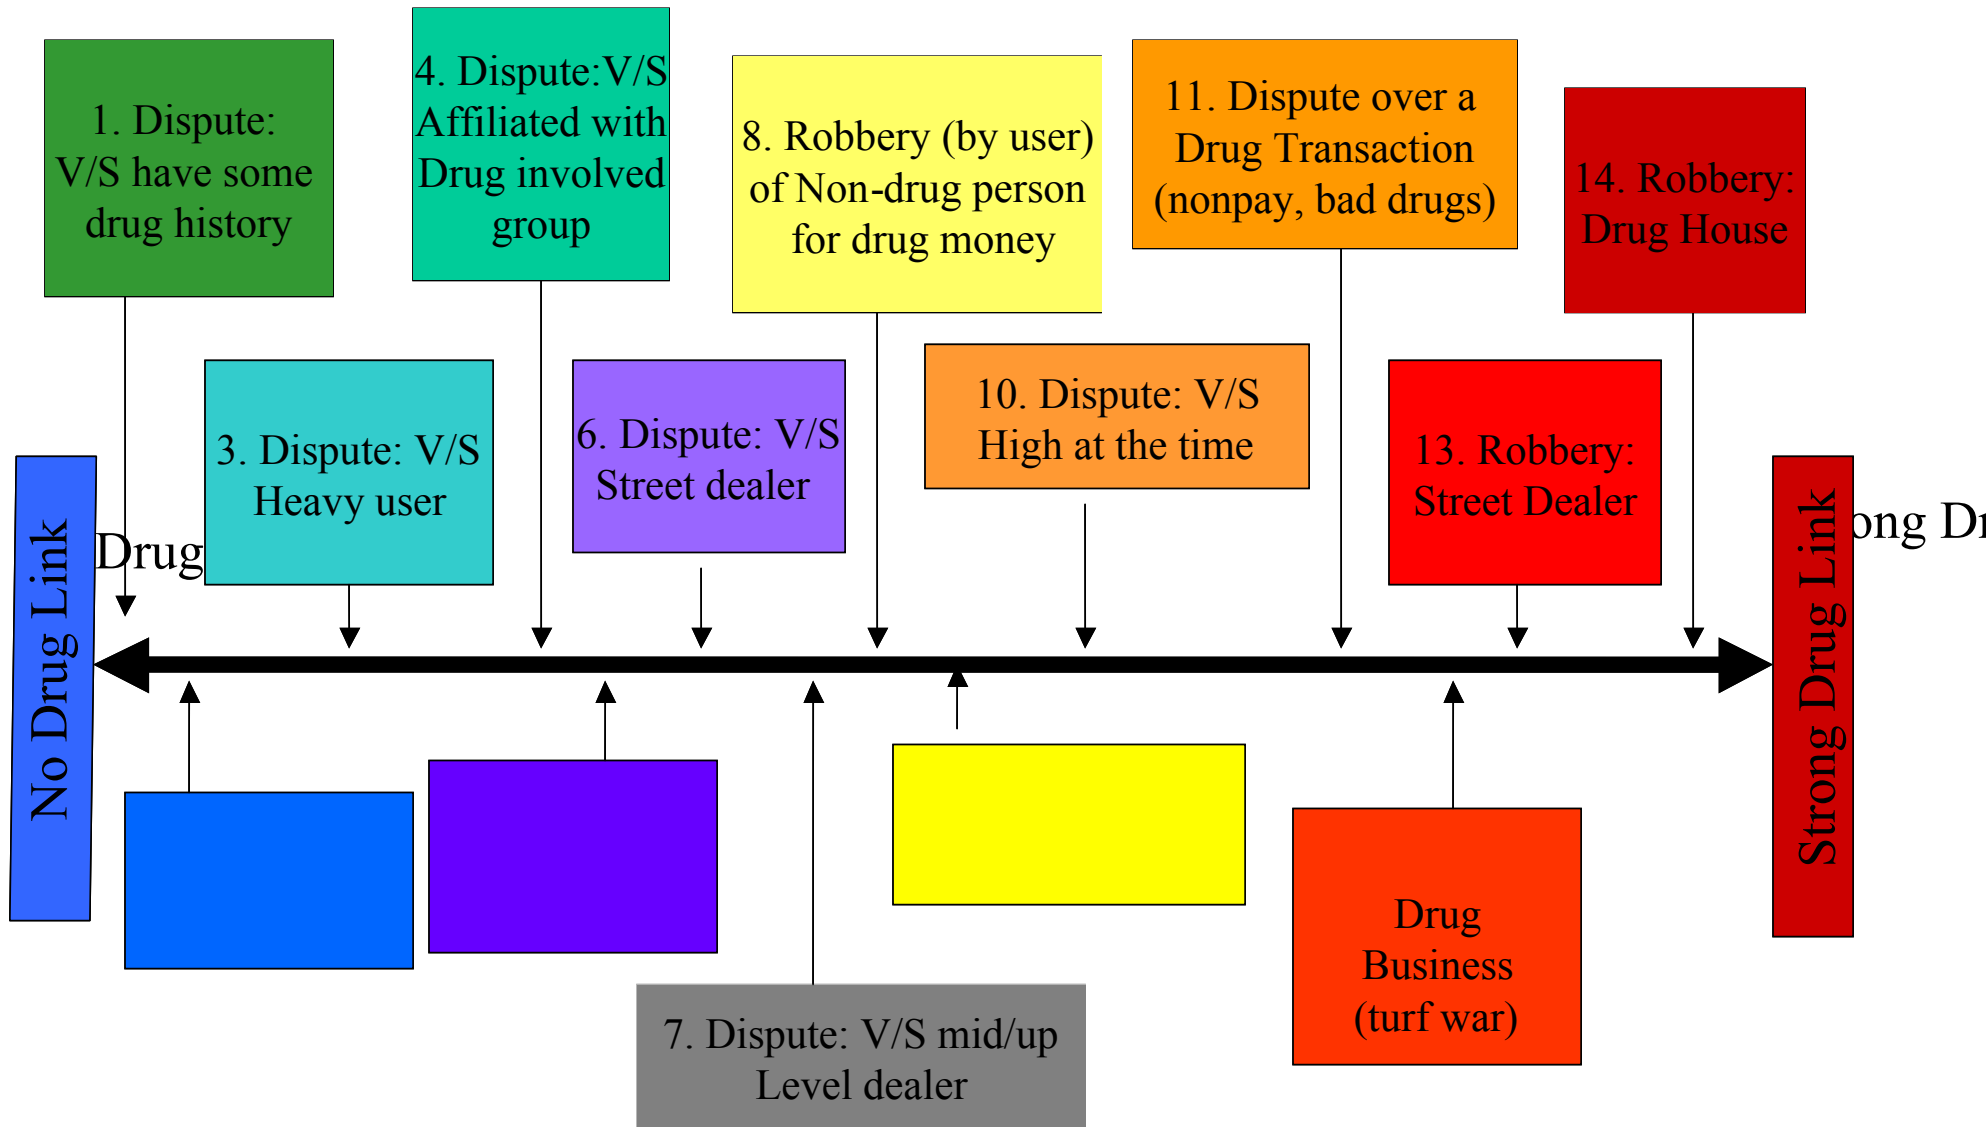 1. Dispute:
V/S have some
drug history
4. Dispute:V/S
Affiliated with
Drug involved
group
8. Robbery (by user)
of Non-drug person
for drug money
11. Dispute over a
Drug Transaction
(nonpay, bad drugs)
14. Robbery:
Drug House
3. Dispute: V/S
Heavy user
6. Dispute: V/S
Street dealer
10. Dispute: V/S
High at the time
13. Robbery:
Street Dealer
No Drug Link
Drug
Strong Drug Link
ong Dr
7. Dispute: V/S mid/up
Level dealer
Drug
Business
(turf war)